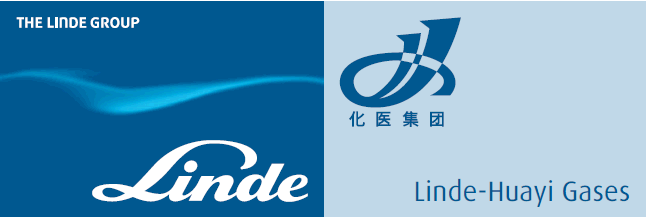 THE LINDE GROUP
Linde
化医集团
Linde-Huayi Gases